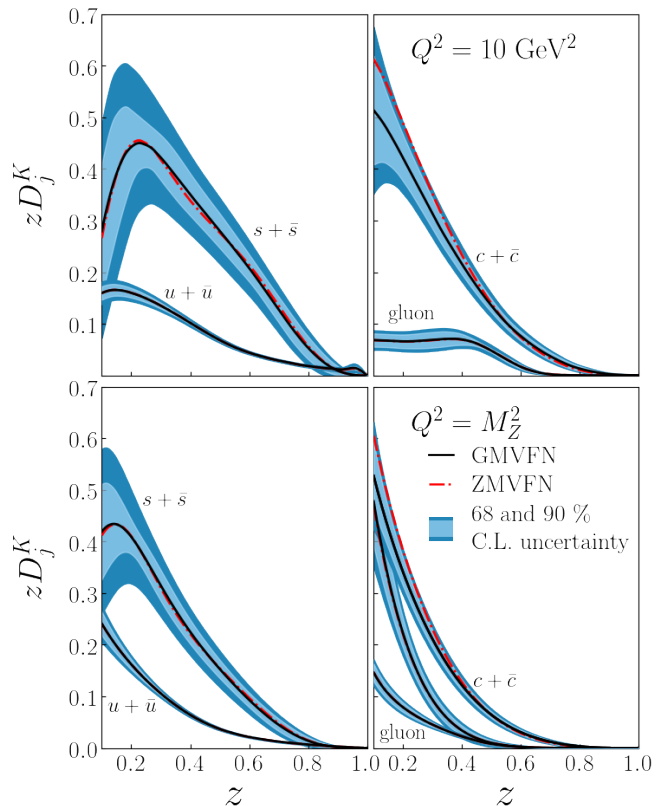 0.7
0.6
0.5
0.4
0.3
0.2
0.1
zD_j^K
s + s̄
u + ū
Q² = 10 GeV²
c + c̄
gluon
0.7
0.6
0.5
0.4
0.3
0.2
0.1
0.0
zD_j^K
s + s̄
u + ū
0.2 0.4 0.6 0.8 1.0
z
Q² = M_Z²
GMVFN
ZMVFN
68 and 90 %
C.L. uncertainty
c + c̄
gluon
0.2 0.4 0.6 0.8 1.0
z